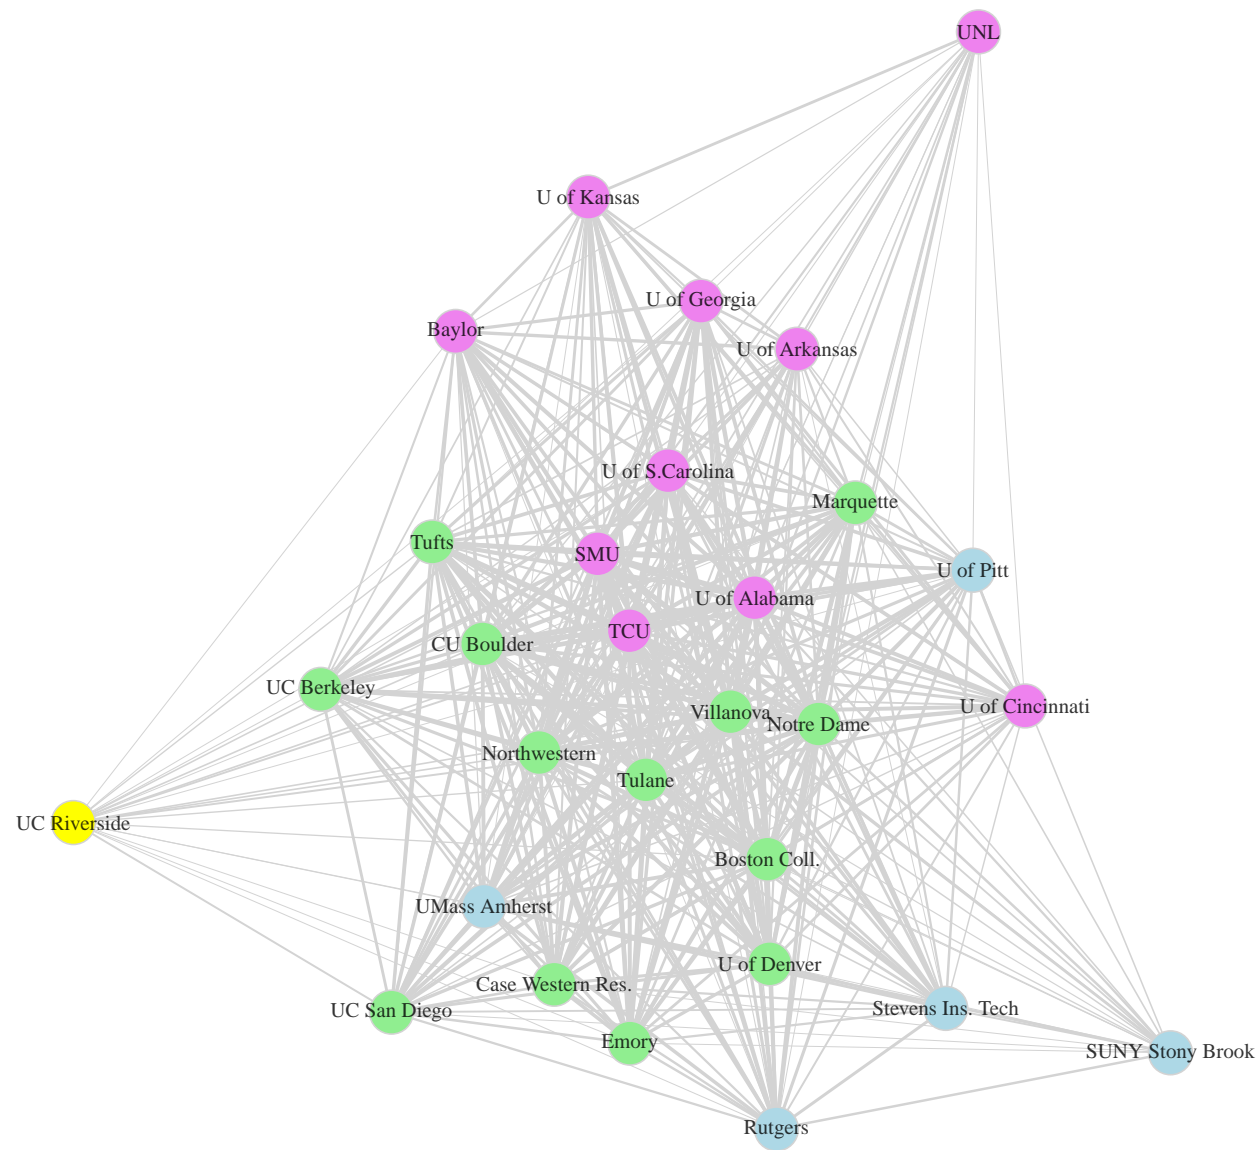 UNL
U of Kansas
U of Georgia
Baylor
U of Arkansas
U of S.Carolina
Marquette
Tufts
SMU
U of Pitt
U of Alabama
TCU
CU Boulder
UC Berkeley
U of Cincinnati
Villanova
Notre Dame
Northwestern
Tulane
UC Riverside
Boston Coll.
UMass Amherst
U of Denver
Case Western Res.
Stevens Ins. Tech
UC San Diego
Emory
SUNY Stony Brook
Rutgers